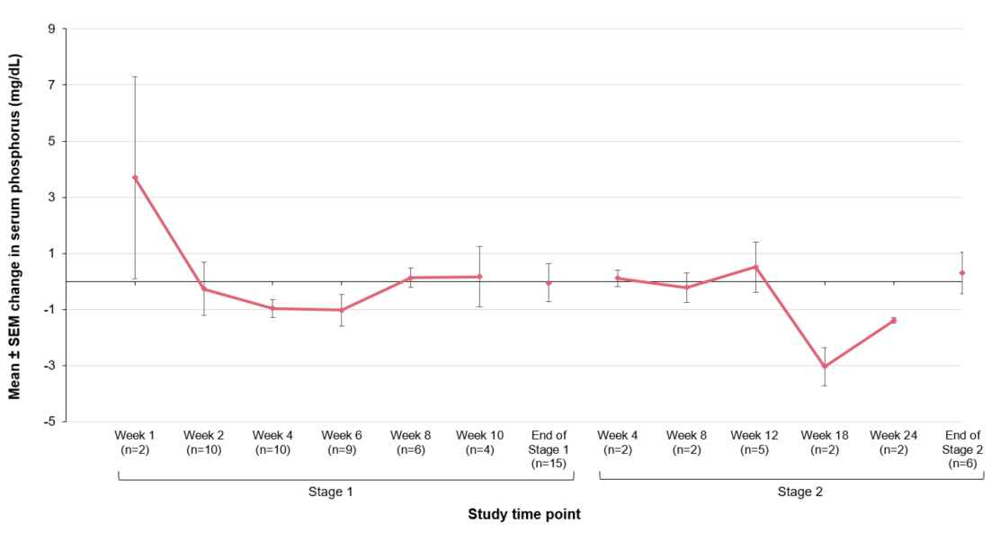 Mean ± SEM change in serum phosphorus (mg/dL)
9
7
5
3
1
-1
-3
-5
Week 1
(n=2)
Week 2
(n=10)
Week 4
(n=10)
Week 6
(n=9)
Week 8
(n=6)
Week 10
(n=4)
End of
Stage 1
(n=15)
Week 4
(n=2)
Week 8
(n=2)
Week 12
(n=5)
Week 18
(n=2)
Week 24
(n=2)
End of
Stage 2
(n=6)
Stage 1
Stage 2
Study time point